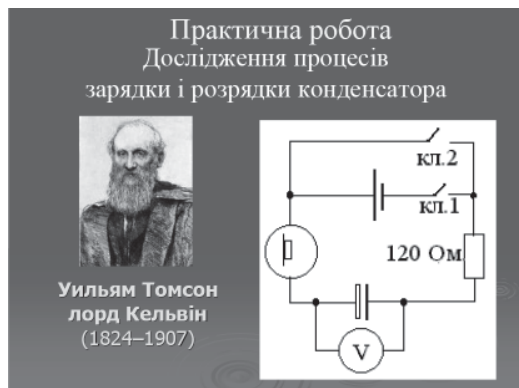 Практична робота
Дослідження процесів
зарядки і розрядки конденсатора
кл.2
кл.1
120 Ом
V
Уильям Томсон
лорд Кельвін
(1824–1907)